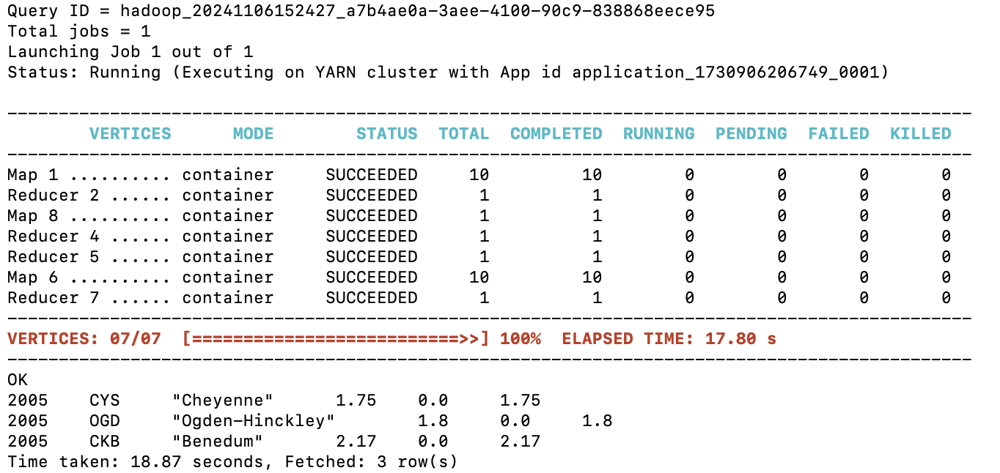 Query ID = hadoop_20241106152427_a7b4ae0a-3aee-4100-90c9-838868eece95
Total jobs = 1
Launching Job 1 out of 1
Status: Running (Executing on YARN cluster with App id application_1730906206749_0001)
----------------------------------------------------------------------------------------------
        VERTICES      MODE        STATUS  TOTAL  COMPLETED  RUNNING  PENDING  FAILED  KILLED
----------------------------------------------------------------------------------------------
Map 1 .......... container     SUCCEEDED     10         10        0        0       0       0
Reducer 2 ...... container     SUCCEEDED      1          1        0        0       0       0
Map 8 .......... container     SUCCEEDED      1          1        0        0       0       0
Reducer 4 ...... container     SUCCEEDED      1          1        0        0       0       0
Reducer 5 ...... container     SUCCEEDED      1          1        0        0       0       0
Map 6 .......... container     SUCCEEDED     10         10        0        0       0       0
Reducer 7 ...... container     SUCCEEDED      1          1        0        0       0       0
----------------------------------------------------------------------------------------------
VERTICES: 07/07  [==========================>>] 100%  ELAPSED TIME: 17.80 s
----------------------------------------------------------------------------------------------
OK
2005    CYS     "Cheyenne"      1.75    0.0     1.75
2005    OGD     "Ogden-Hinckley"        1.8     0.0     1.8
2005    CKB     "Benedum"       2.17    0.0     2.17
Time taken: 18.87 seconds, Fetched: 3 row(s)